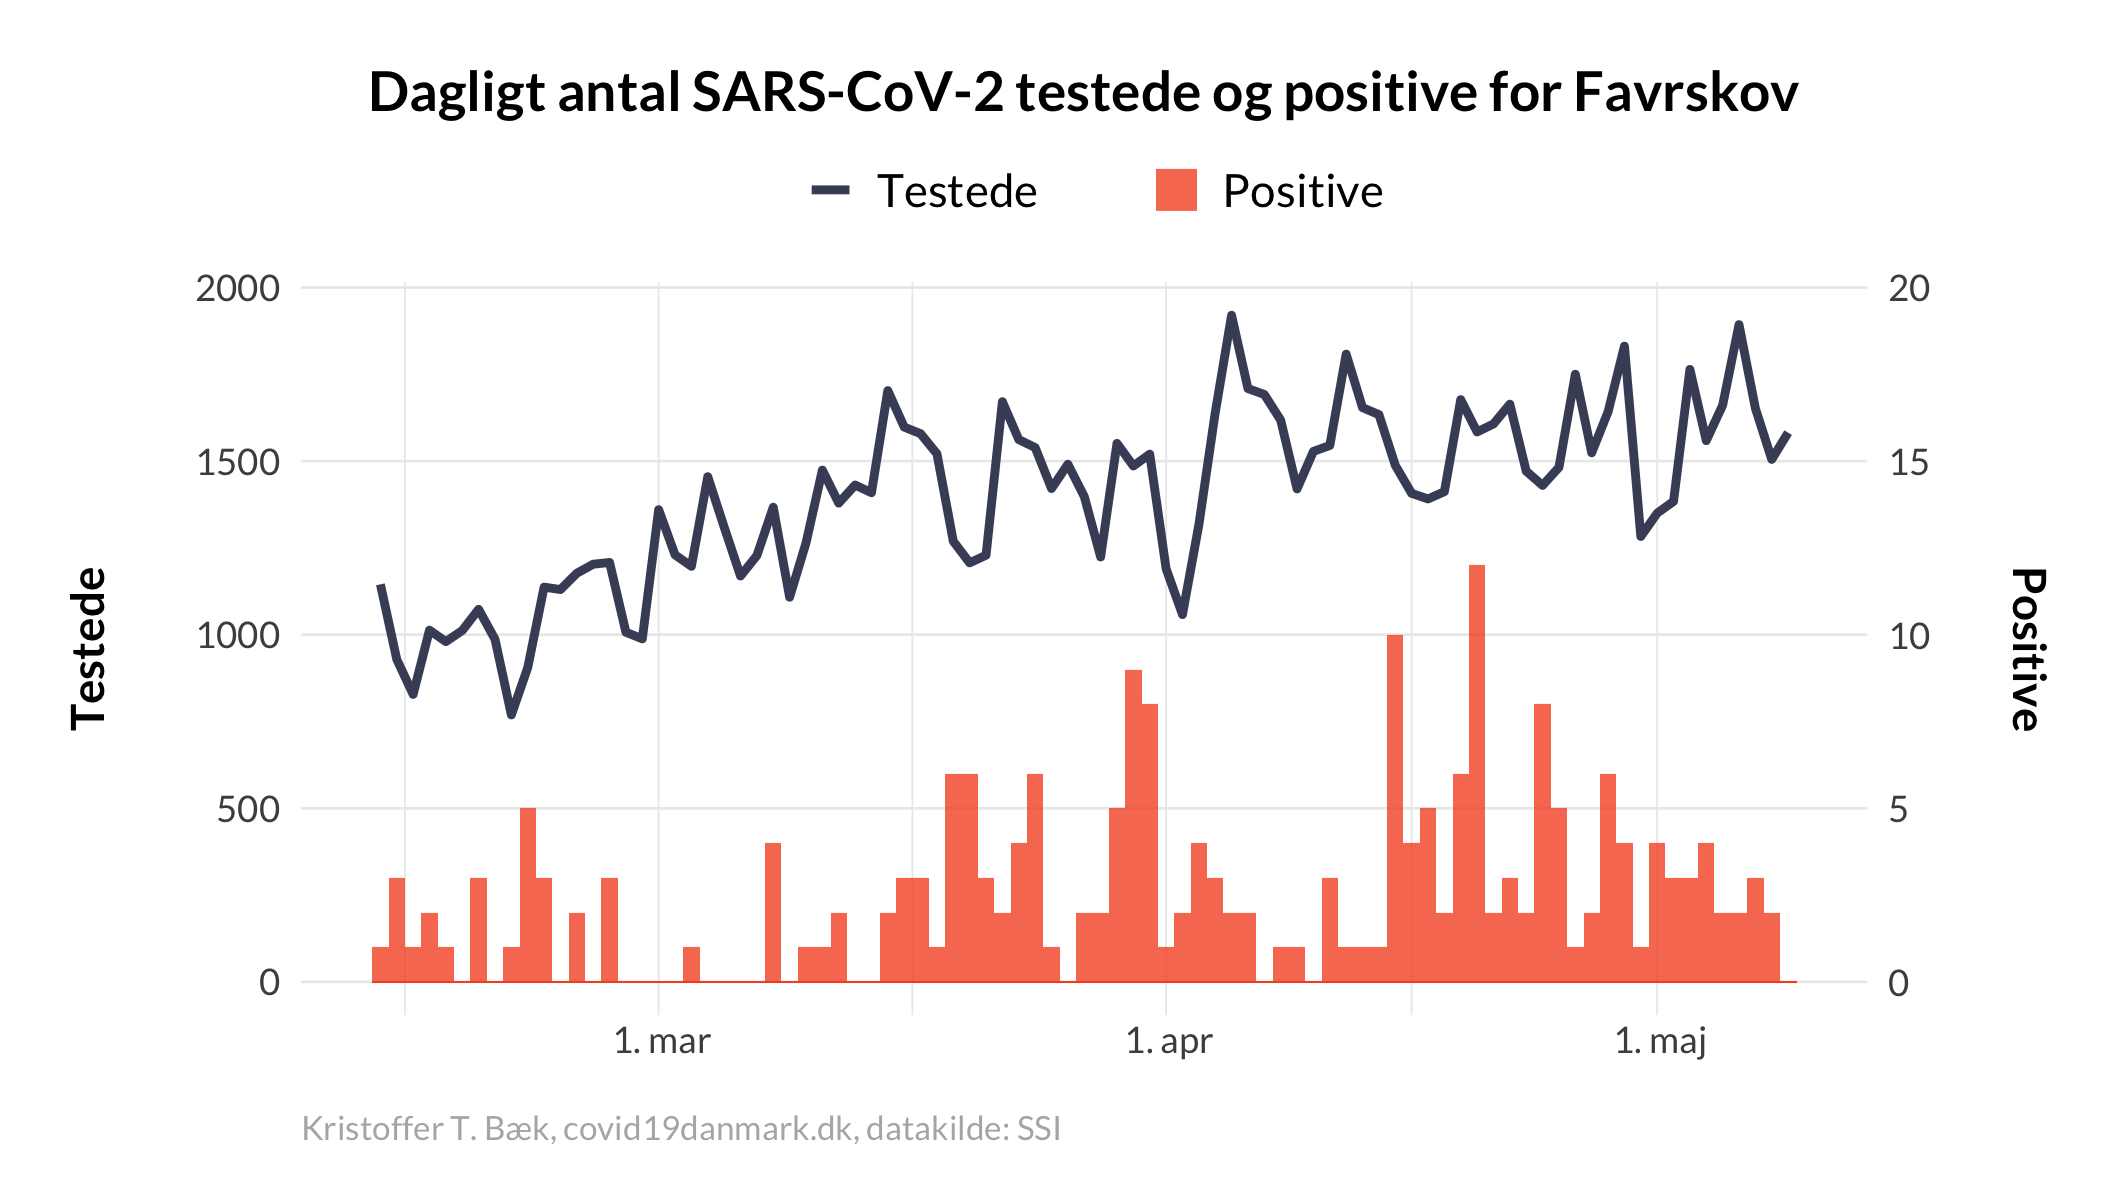 Dagligt antal SARS-CoV-2 testede og positive for Favrskov
Testede
Positive
2000
1500
1000
500
0
20
15
10
5
0
Testede
Positive
1. mar
1. apr
1. maj
Kristoffer T. Bæk, covid19danmark.dk, datakilde: SSI